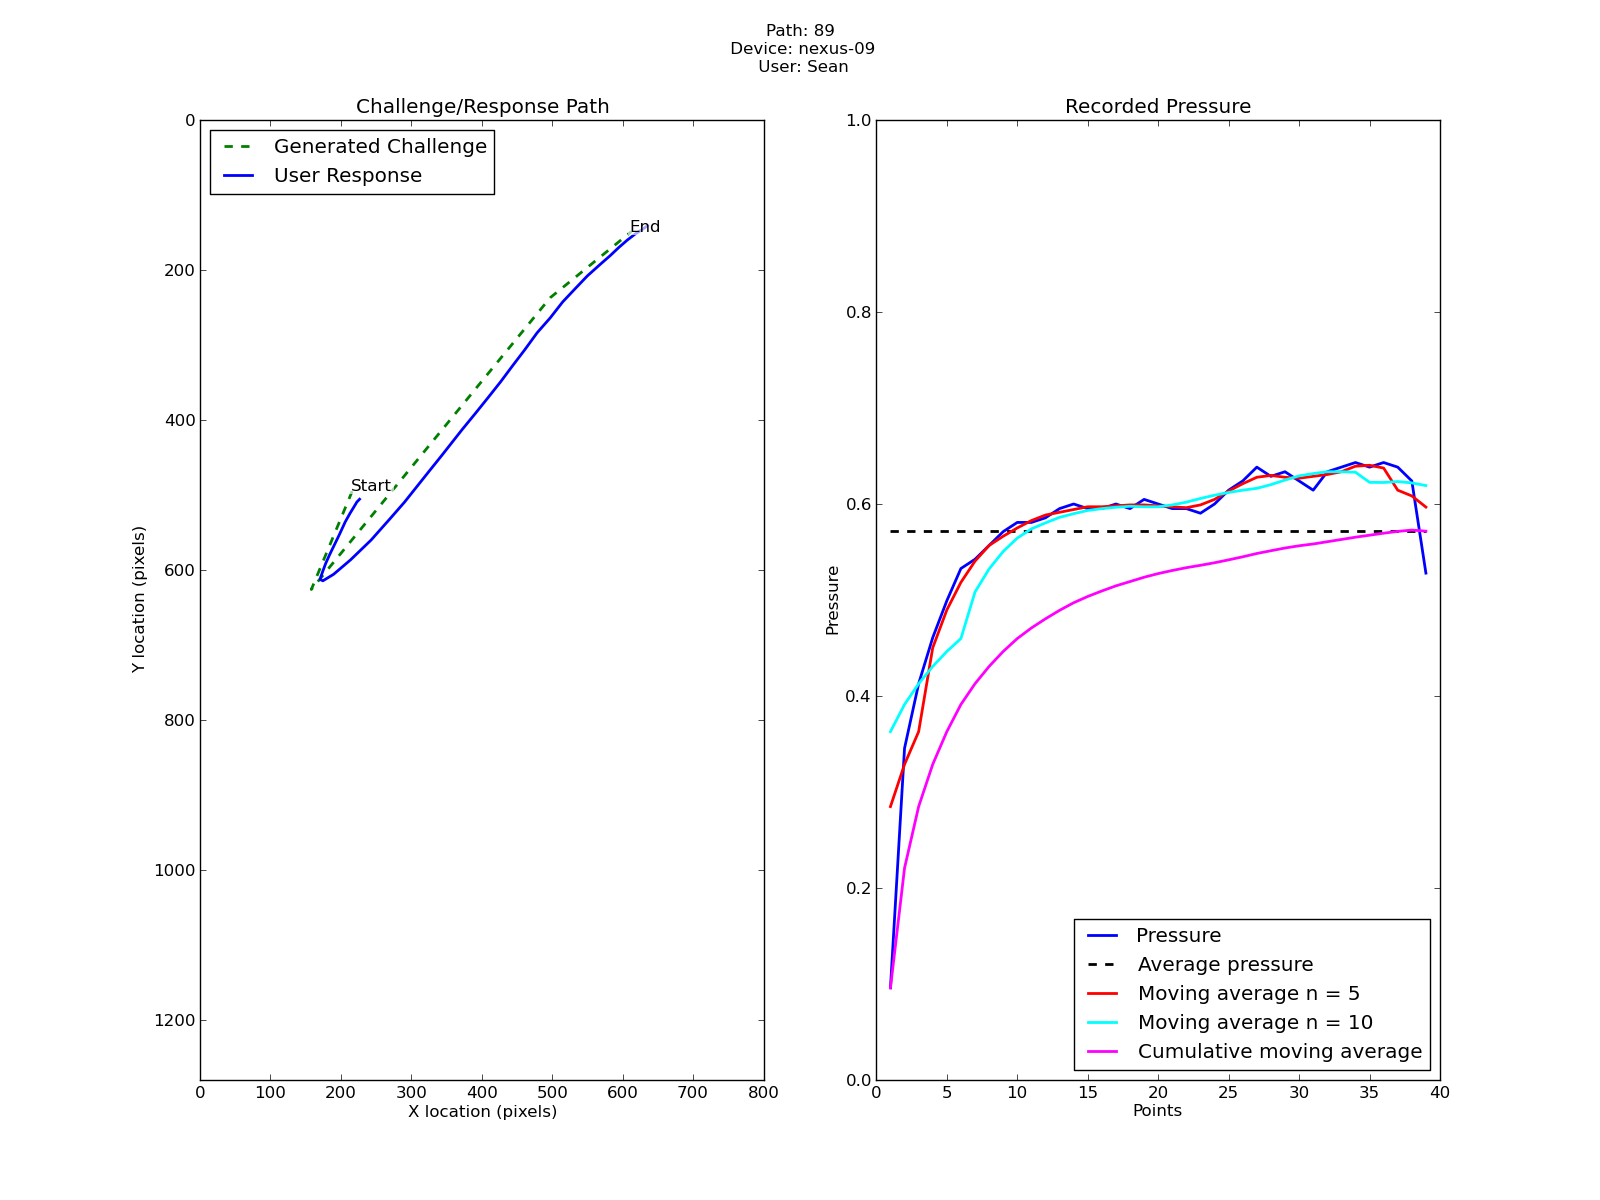 Path: 89
Device: nexus-09
User: Sean
Challenge/Response Path
Generated Challenge
User Response
End
Start
0
200
400
600
800
1000
1200
Y location (pixels)
0 100 200 300 400 500 600 700 800
X location (pixels)
Recorded Pressure
1.0
0.8
0.6
0.4
0.2
0.0
Pressure
Pressure
Average pressure
Moving average n = 5
Moving average n = 10
Cumulative moving average
0 5 10 15 20 25 30 35 40
Points